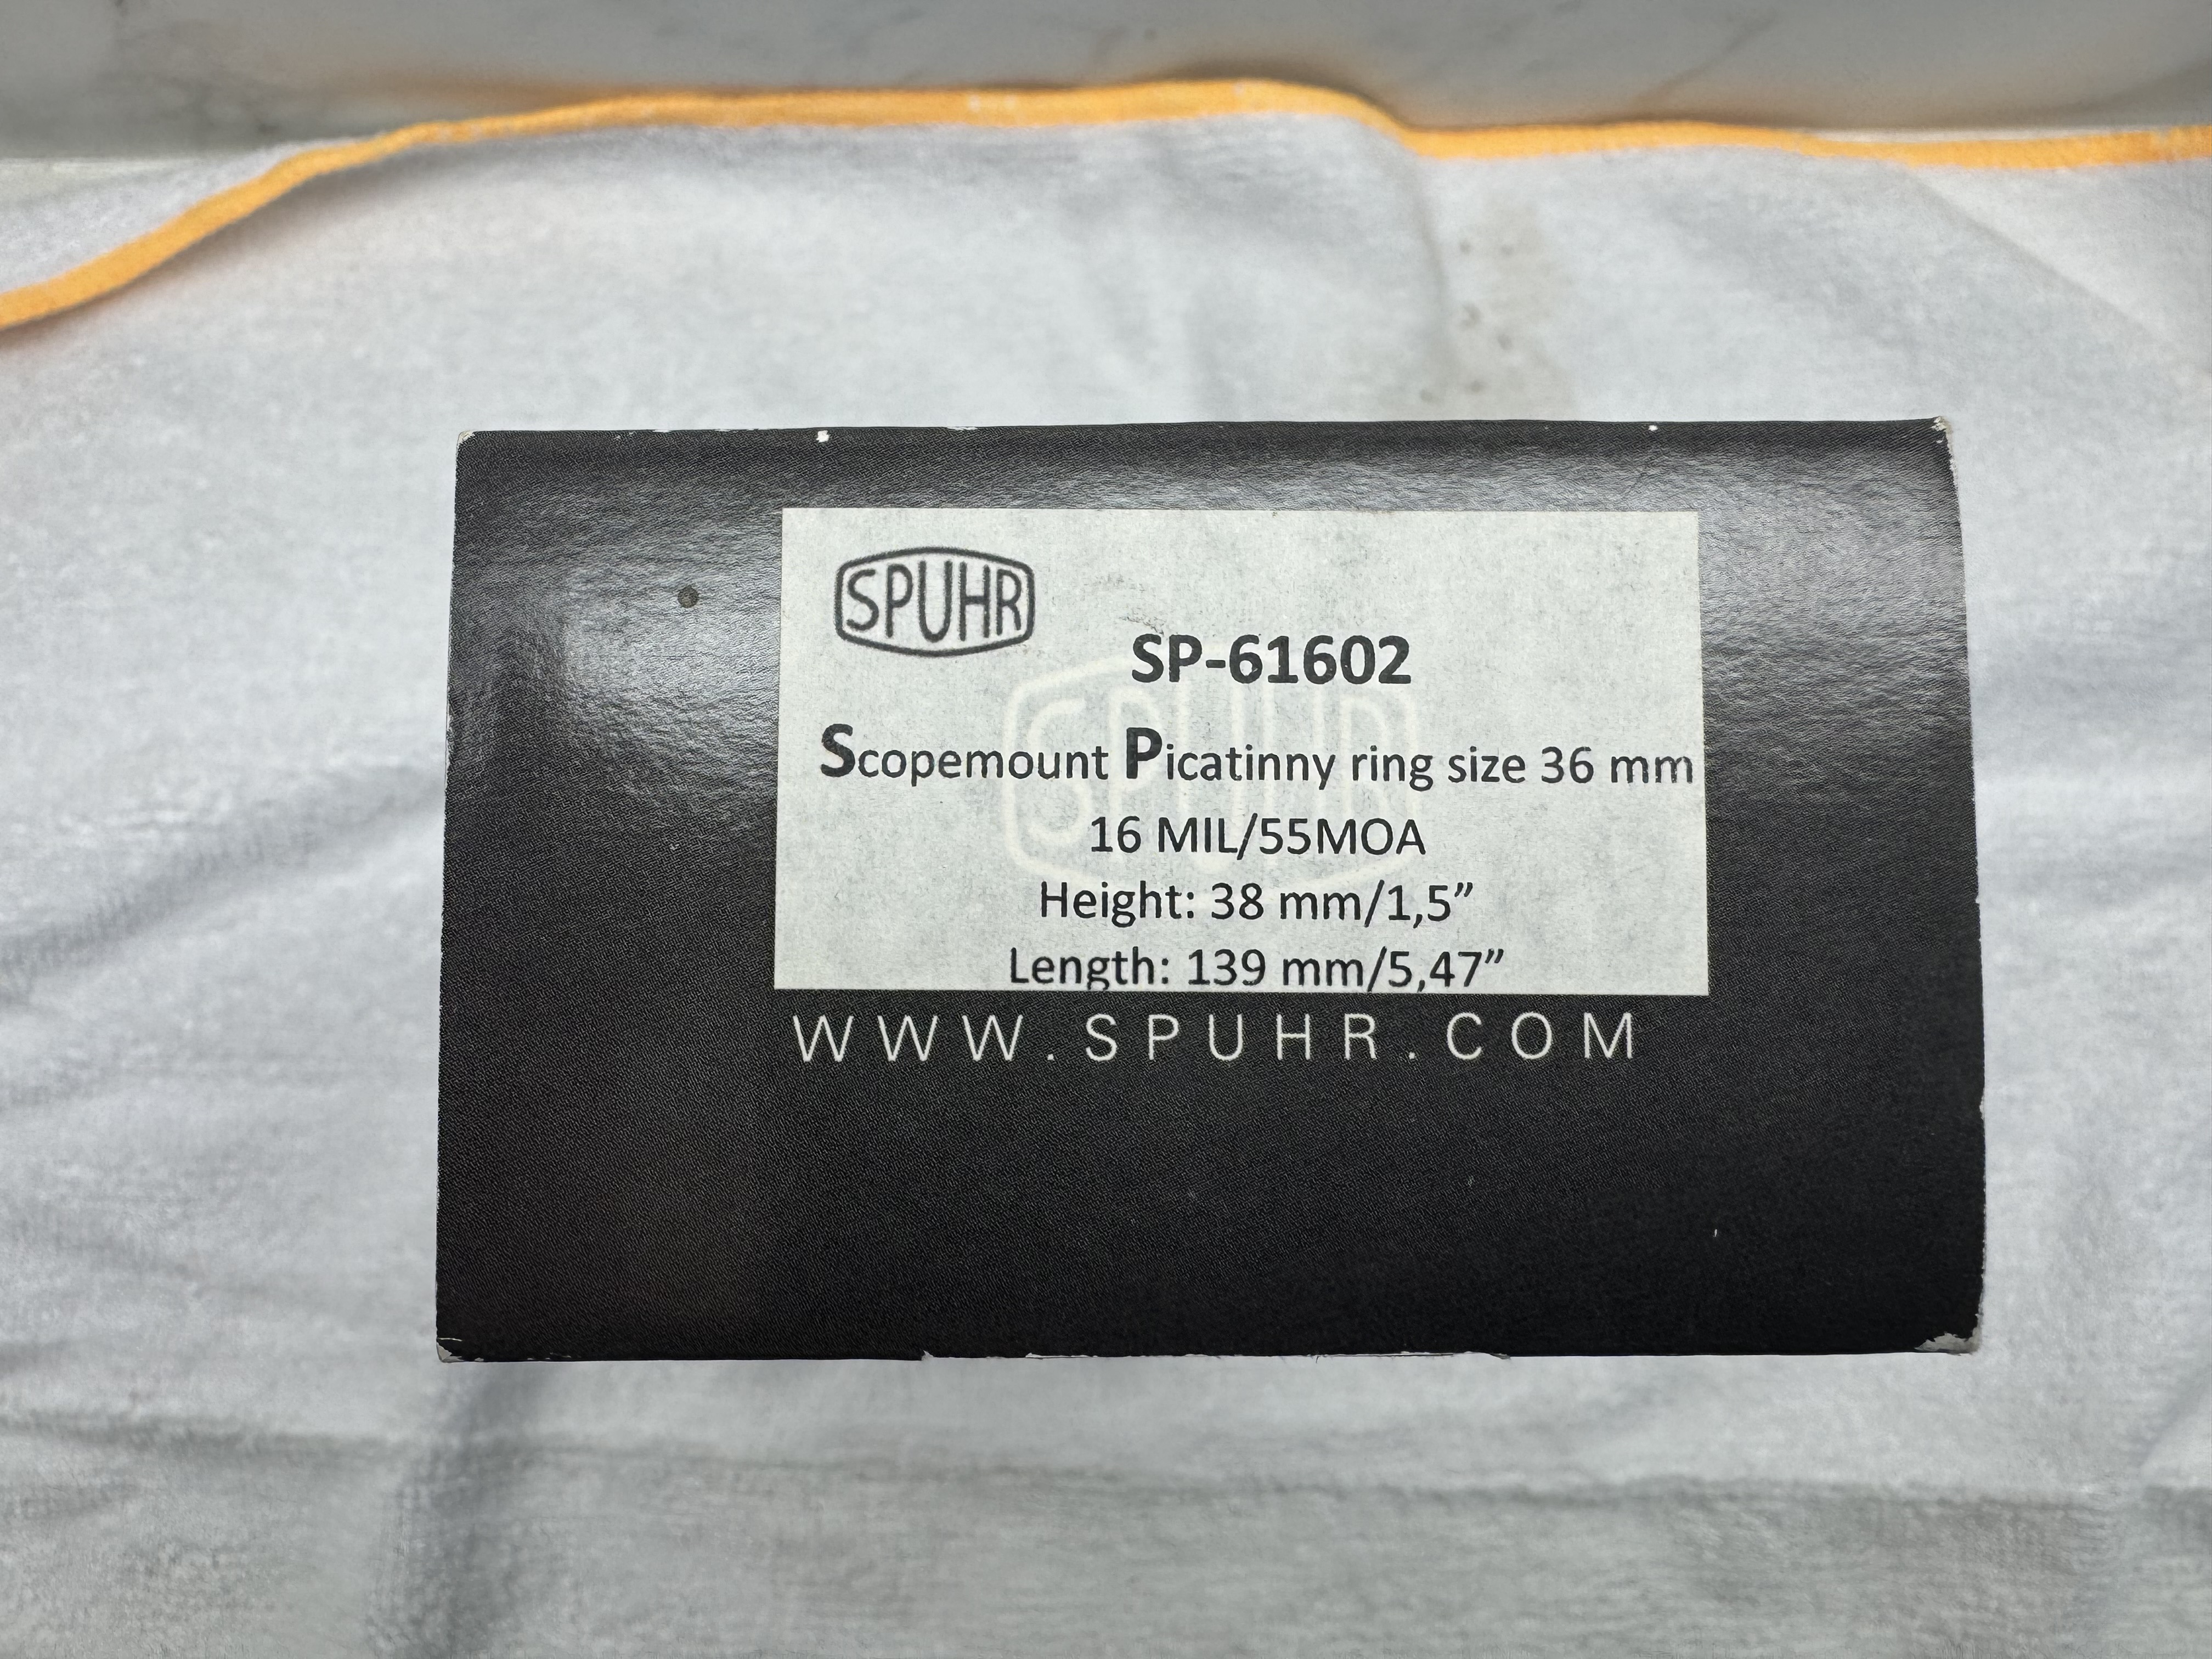 SPUHR
SP-61602
Scopemount Picatinny ring size 36 mm
16 MIL/55MOA
Height: 38 mm/1,5”
Length: 139 mm/5,47”
SPUHR
WWW.SPUHR.COM